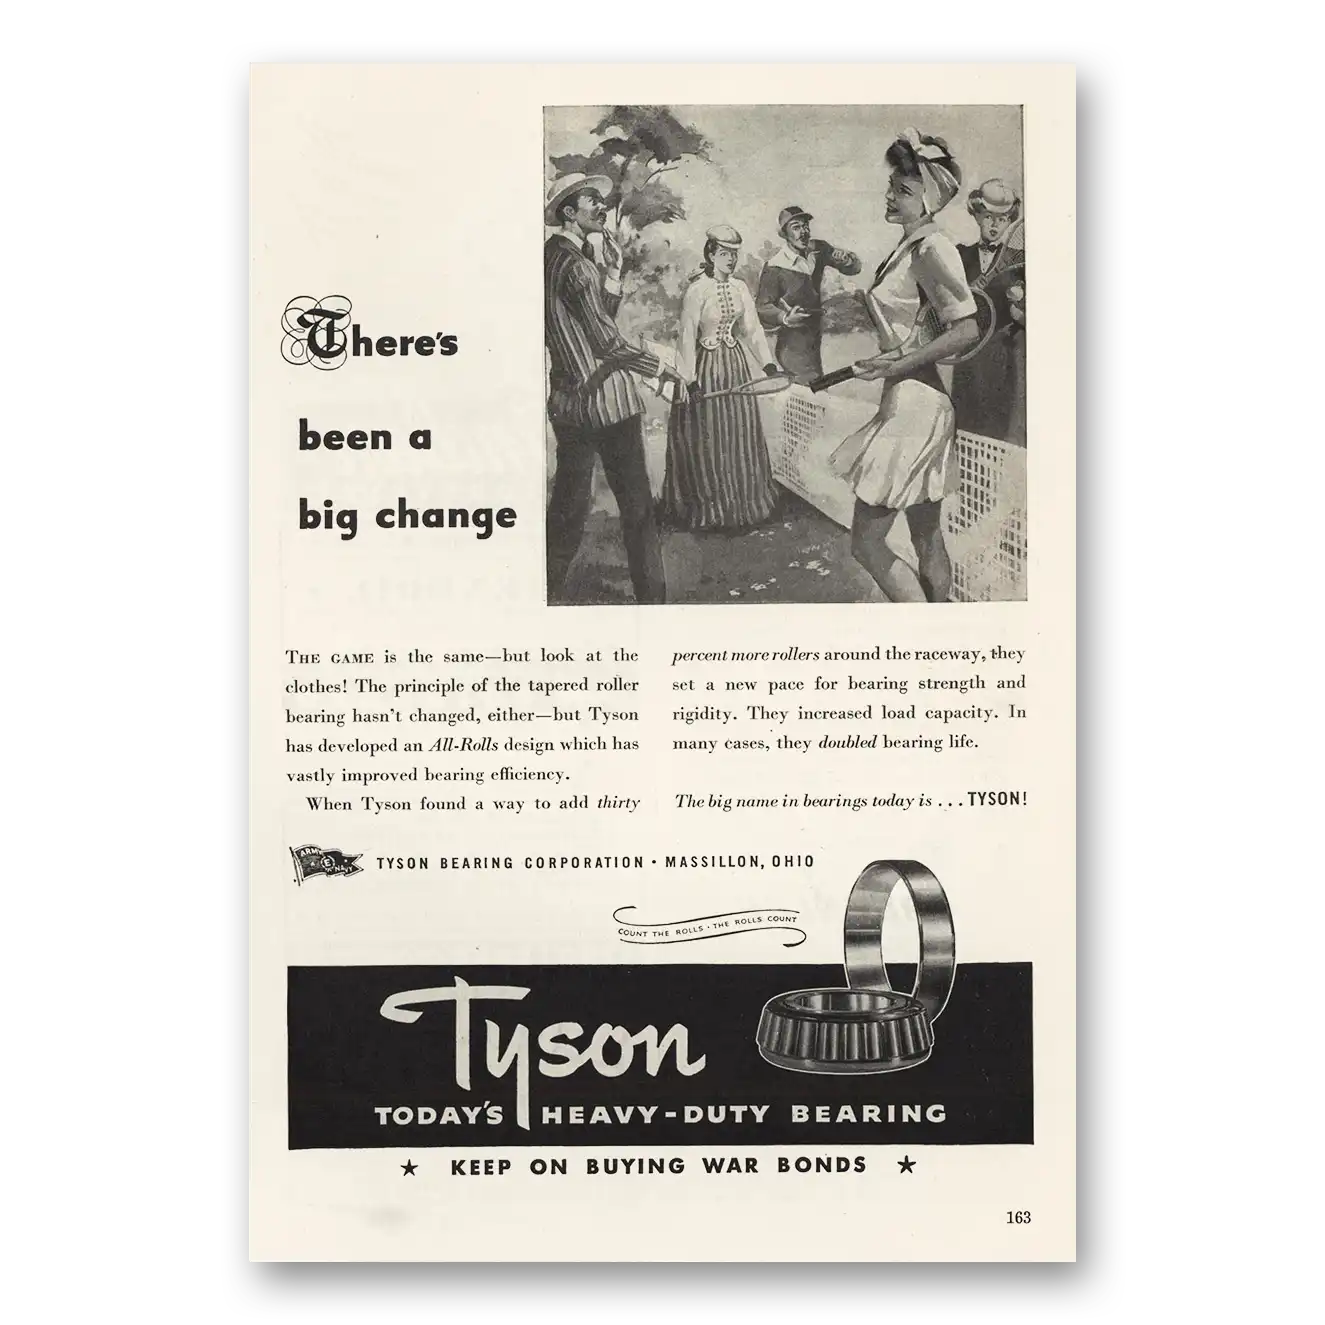 There's
been a
big change
THE GAME is the same—but look at the
clothes! The principle of the tapered roller
bearing hasn't changed, either—but Tyson
has developed an All-Rolls design which has
vastly improved bearing efficiency.
When Tyson found a way to add thirty
percent more rollers around the raceway, they
set a new pace for bearing strength and
rigidity. They increased load capacity. In
many cases, they doubled bearing life.
The big name in bearings today is . . . TYSON!
ARMY E NAVY
TYSON BEARING CORPORATION • MASSILLON, OHIO
COUNT THE ROLLS • THE ROLLS COUNT
Tyson
TODAY'S HEAVY-DUTY BEARING
★ KEEP ON BUYING WAR BONDS ★
163